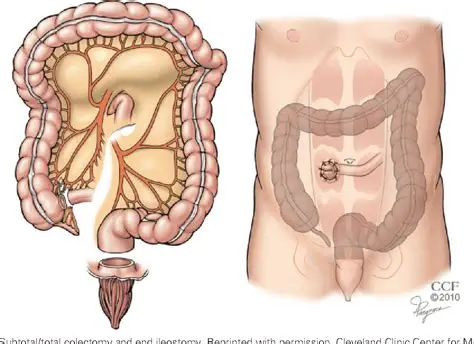 CCF
©2010
Subtotal/total colectomy and end ileostomy. Reprinted with permission, Cleveland Clinic Center for M